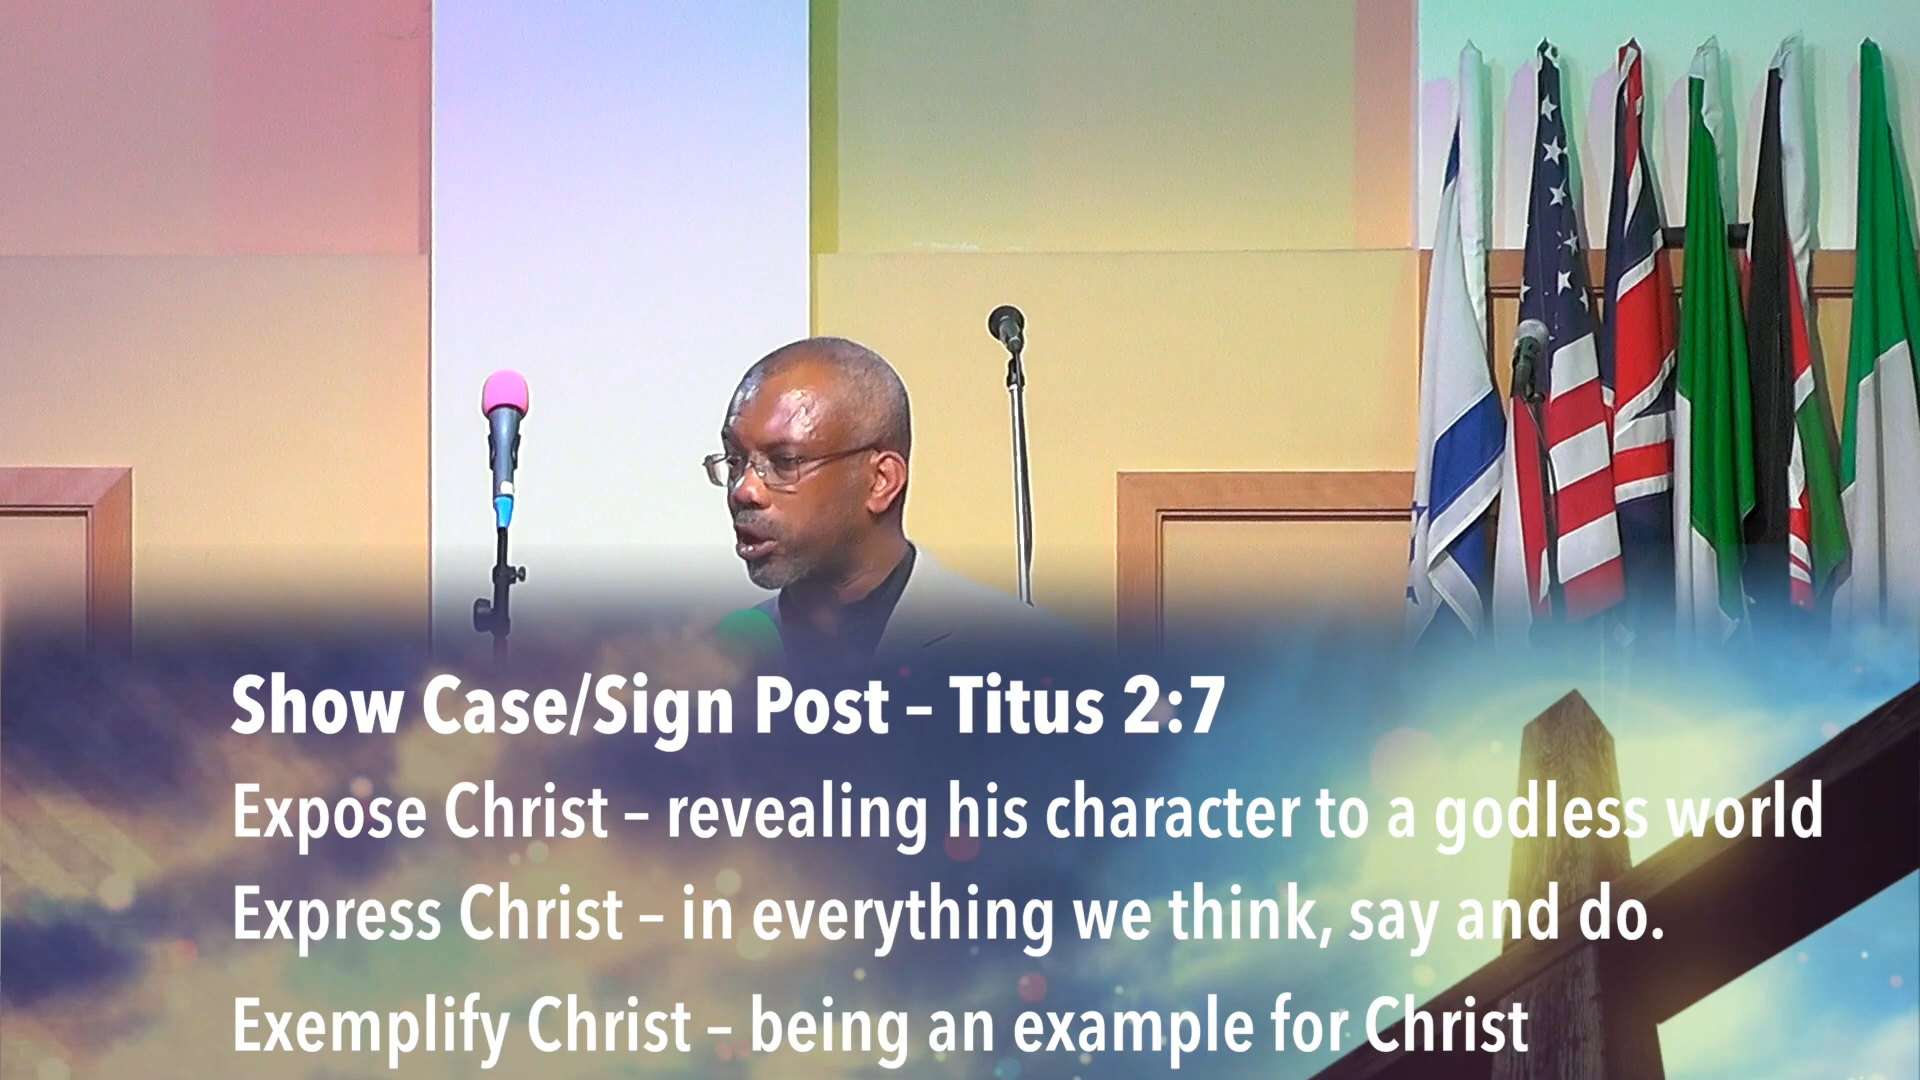 Show Case/Sign Post – Titus 2:7
Expose Christ – revealing his character to a godless world
Express Christ – in everything we think, say and do.
Exemplify Christ – being an example for Christ